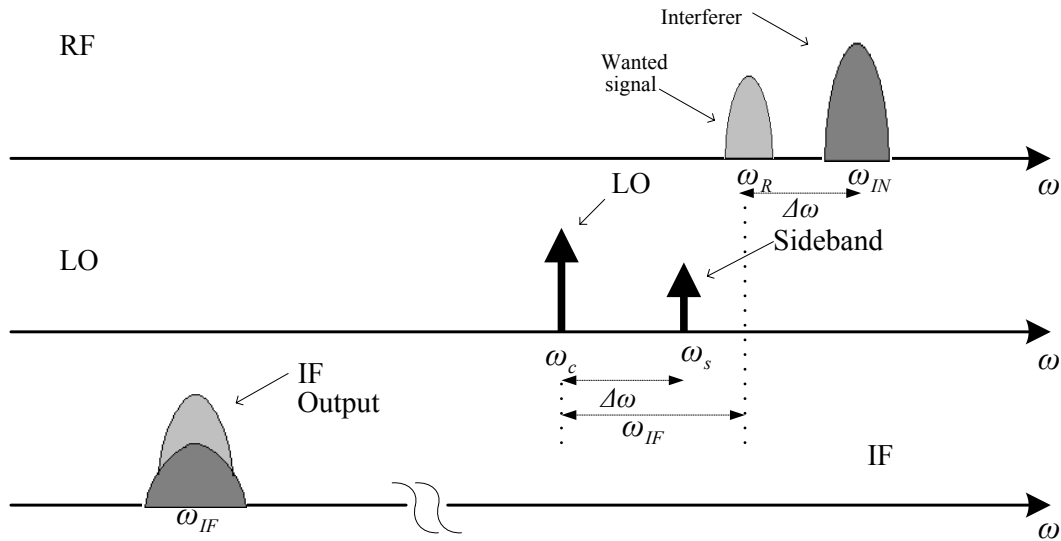 Interferer
RF
Wanted
signal
ω_R
ω_IN
ω
LO
Δω
Sideband
LO
ω_c
ω_s
ω
IF
Output
Δω
ω_IF
IF
ω_IF
ω